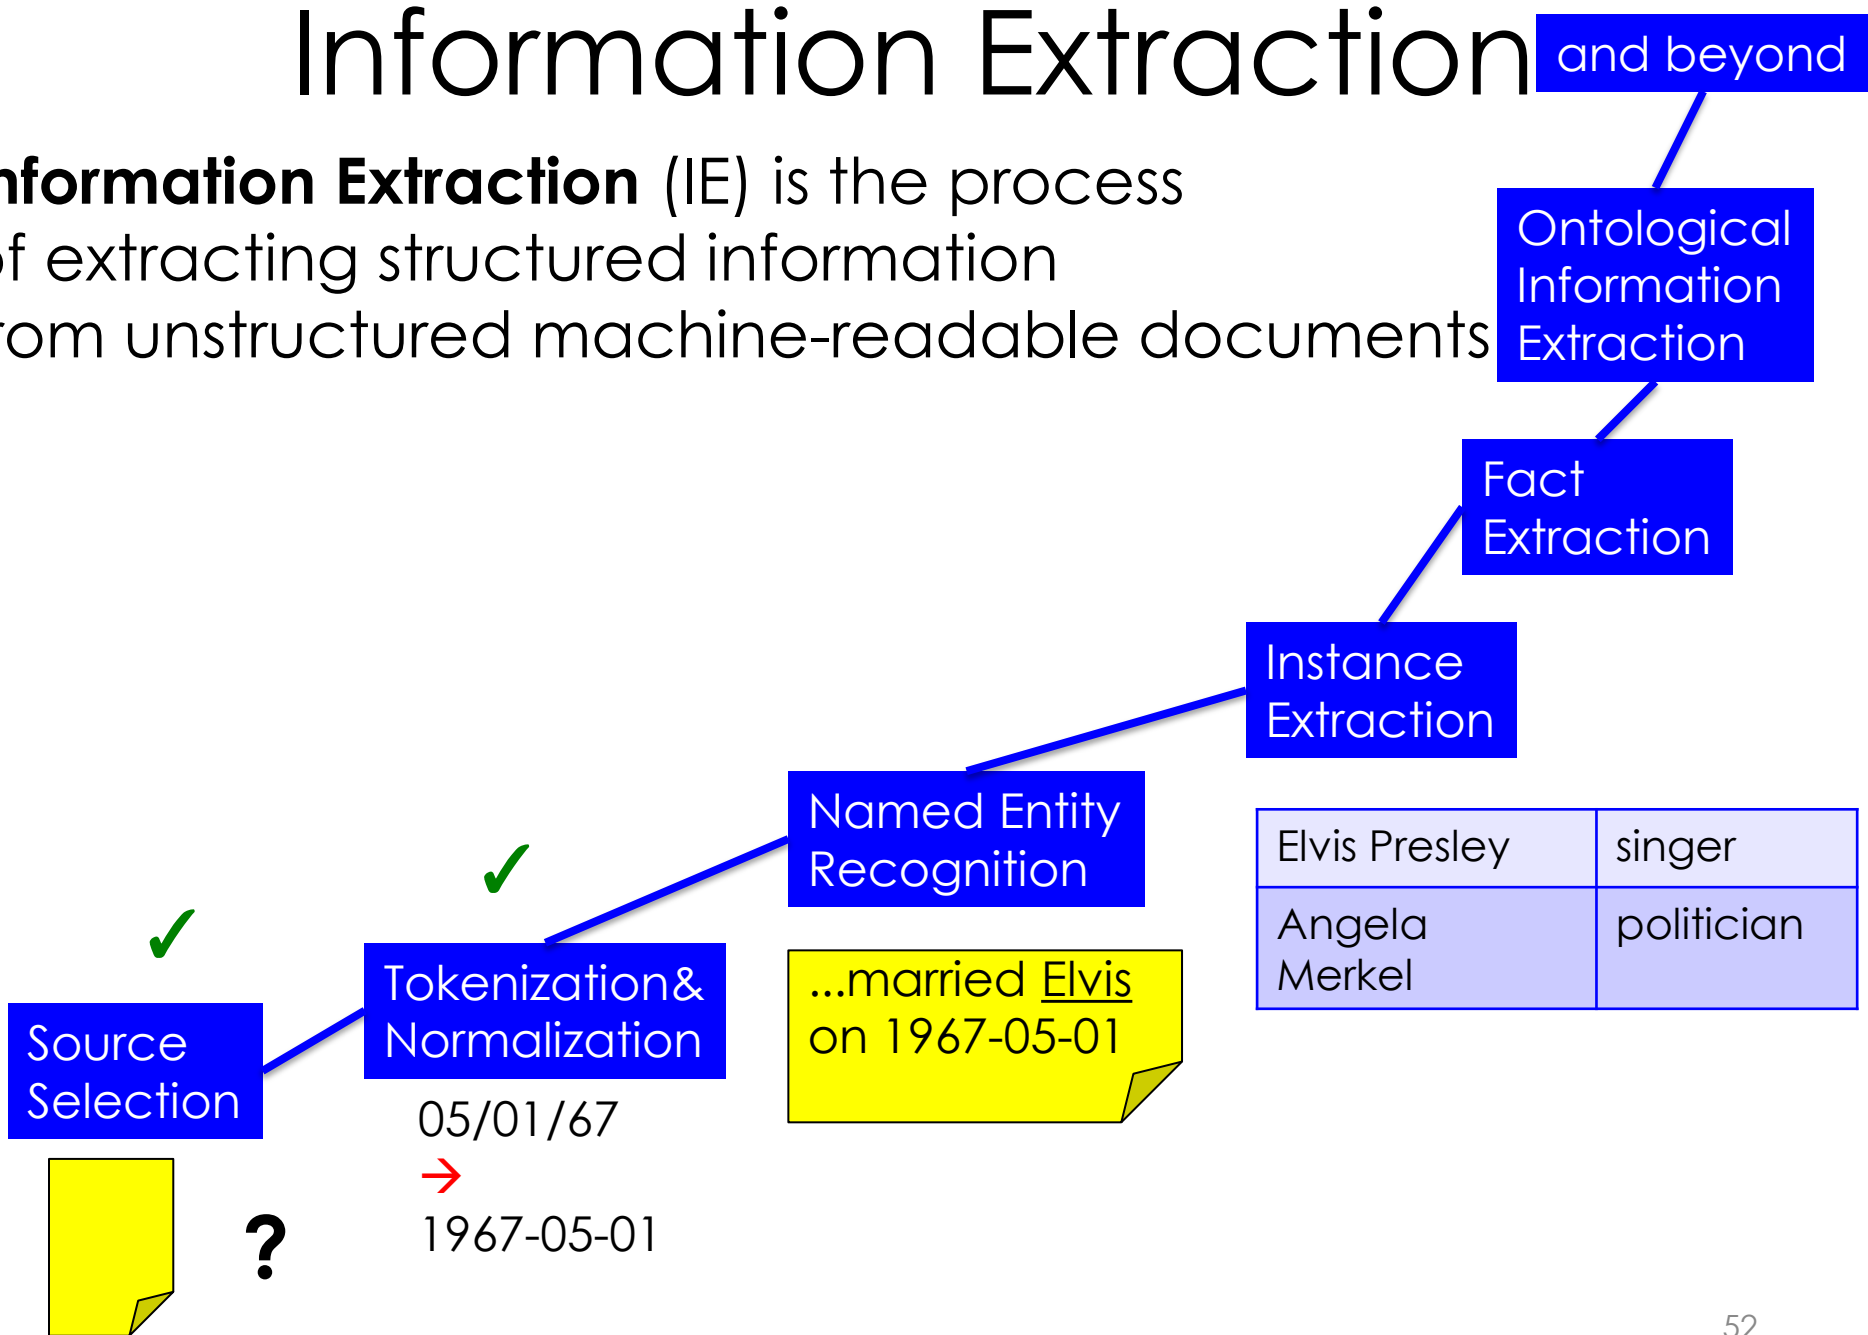 Information Extraction
and beyond
nformation Extraction (IE) is the process
of extracting structured information
rom unstructured machine-readable documents
Ontological
Information
Extraction
Fact
Extraction
Instance
Extraction
Named Entity
Recognition
Elvis Presley singer
Angela politician
Merkel
✓
✓
Tokenization&
Normalization
...married Elvis
on 1967-05-01
Source
Selection
05/01/67
→
1967-05-01
?
52